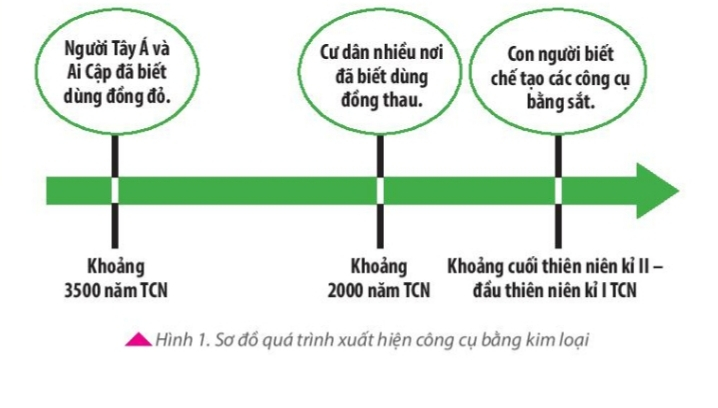 Người Tây Á và
Ai Cập đã biết
dùng đồng đỏ.
Cư dân nhiều nơi
đã biết dùng
đồng thau.
Con người biết
chế tạo các công cụ
bằng sắt.
Khoảng
3500 năm TCN
Khoảng
2000 năm TCN
Khoảng cuối thiên niên kỉ II –
đầu thiên niên kỉ I TCN
Hình 1. Sơ đồ quá trình xuất hiện công cụ bằng kim loại